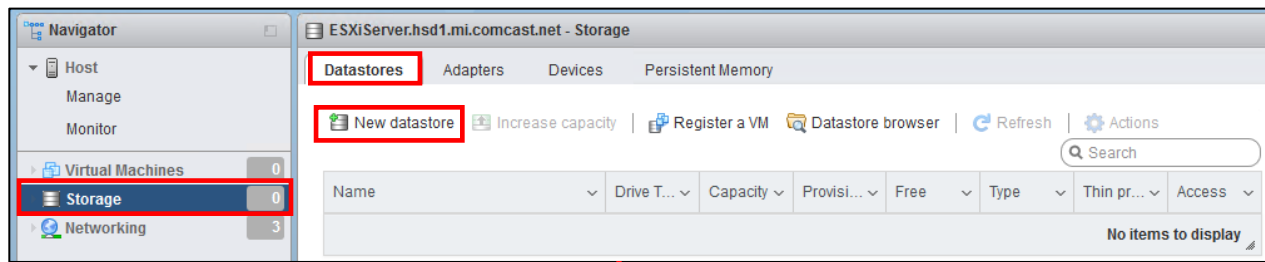 Navigator
ESXiServer.hsd1.mi.comcast.net - Storage
Host
Manage
Monitor
Virtual Machines 0
Storage 0
Networking 3
Datastores Adapters Devices Persistent Memory
New datastore Increase capacity Register a VM Datastore browser Refresh Actions
Search
Name Drive T... Capacity Provisi... Free Type Thin pr... Access
No items to display